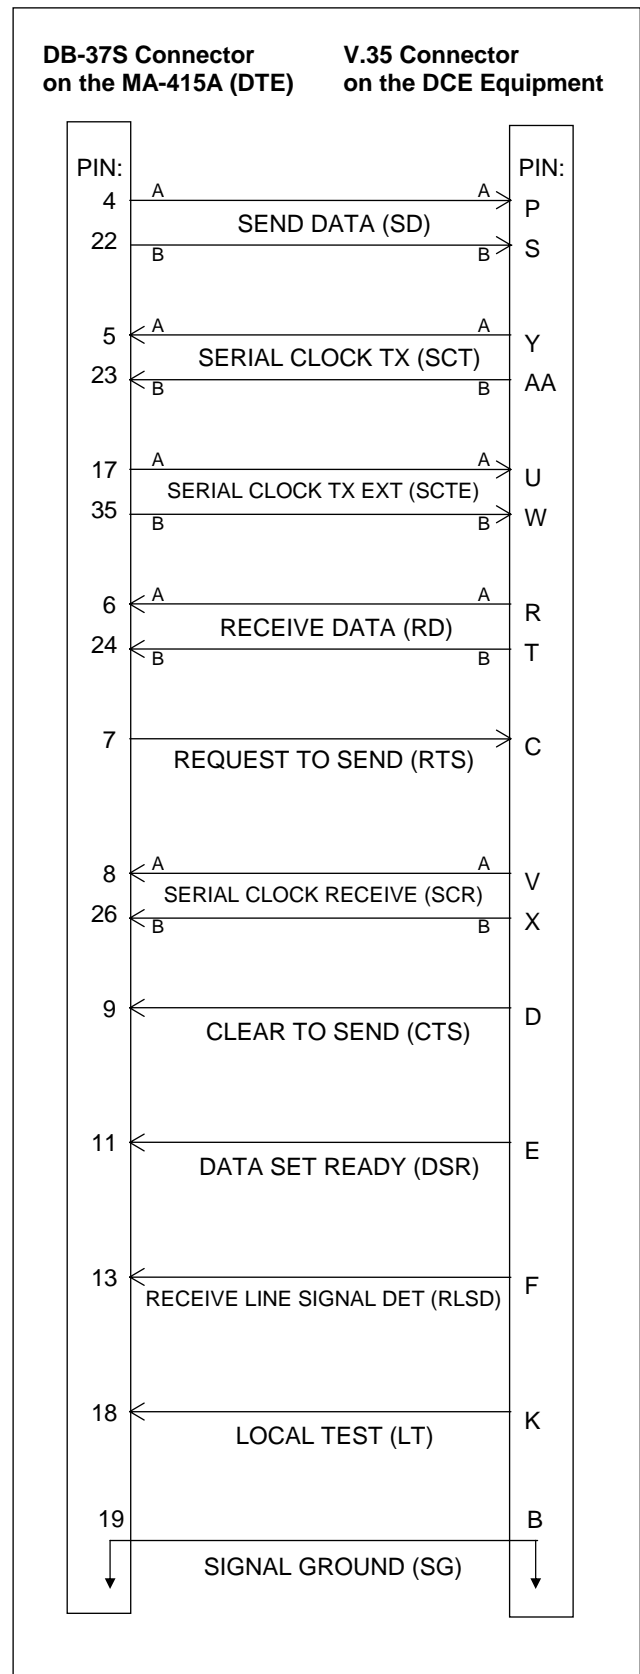 DB-37S Connector
on the MA-415A (DTE)
V.35 Connector
on the DCE Equipment
PIN: PIN:
4 A A P
SEND DATA (SD)
22 B B S
5 A A Y
SERIAL CLOCK TX (SCT)
23 B B AA
17 A A U
SERIAL CLOCK TX EXT (SCTE)
35 B B W
6 A A R
RECEIVE DATA (RD)
24 B B T
7 C
REQUEST TO SEND (RTS)
8 A A V
SERIAL CLOCK RECEIVE (SCR)
26 B B X
9 D
CLEAR TO SEND (CTS)
11 E
DATA SET READY (DSR)
13 F
RECEIVE LINE SIGNAL DET (RLSD)
18 K
LOCAL TEST (LT)
19 B
SIGNAL GROUND (SG)